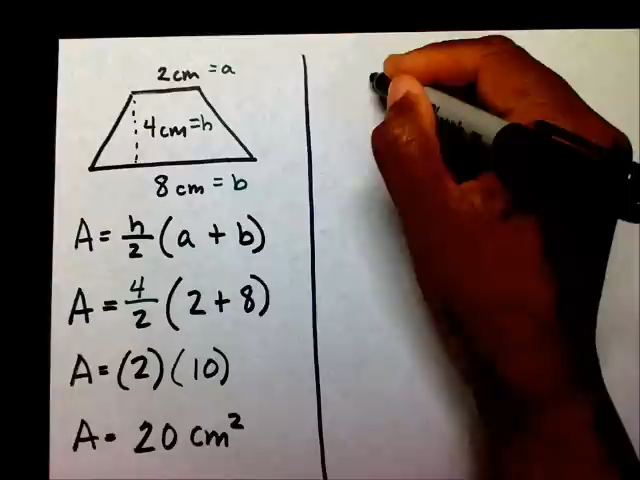 2cm = a
4cm = h
8 cm = b
A = h/2 (a + b)
A = 4/2 (2 + 8)
A = (2)(10)
A = 20 cm²